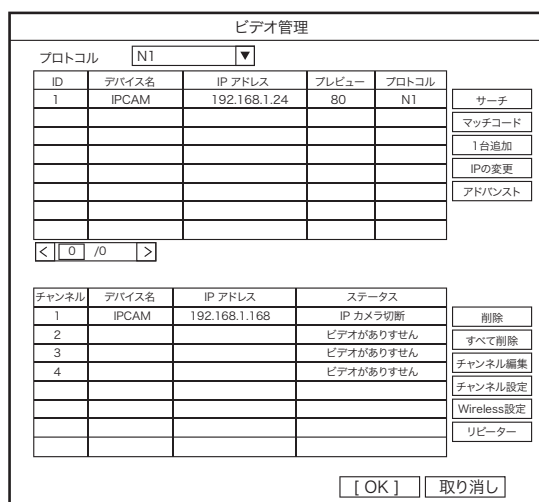 ビデオ管理
プロトコル N1 ▼
ID デバイス名 IP アドレス プレビュー プロトコル
1 IPCAM 192.168.1.24 80 N1
サーチ
マッチコード
1台追加
IPの変更
アドバンスト
< 0 /0 >
チャンネル デバイス名 IP アドレス ステータス
1 IPCAM 192.168.1.168 IP カメラ切断
2 ビデオがありすせん
3 ビデオがありすせん
4 ビデオがありすせん
削除
すべて削除
チャンネル編集
チャンネル設定
Wireless設定
リピーター
[ OK ] 取り消し